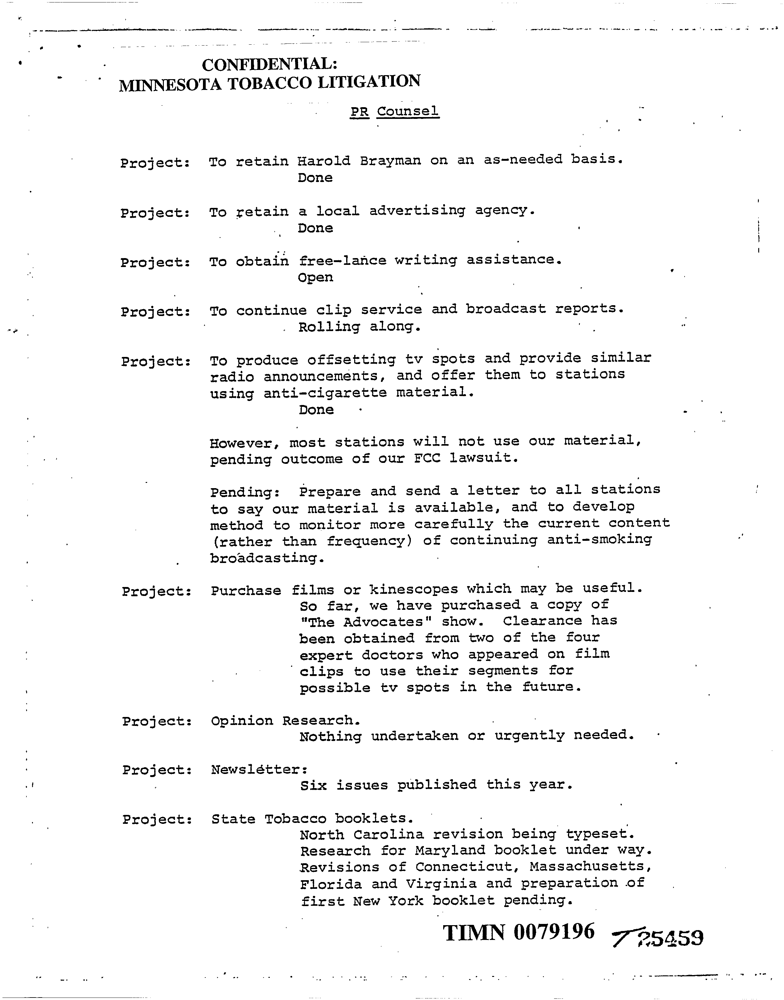 CONFIDENTIAL:
MINNESOTA TOBACCO LITIGATION
PR Counsel
Project: To retain Harold Brayman on an as-needed basis.
Done
Project: To retain a local advertising agency.
Done
Project: To obtain free-lance writing assistance.
Open
Project: To continue clip service and broadcast reports.
Rolling along.
Project: To produce offsetting tv spots and provide similar
radio announcements, and offer them to stations
using anti-cigarette material.
Done
However, most stations will not use our material,
pending outcome of our FCC lawsuit.
Pending: Prepare and send a letter to all stations
to say our material is available, and to develop
method to monitor more carefully the current content
(rather than frequency) of continuing anti-smoking
broadcasting.
Project: Purchase films or kinescopes which may be useful.
So far, we have purchased a copy of
"The Advocates" show. Clearance has
been obtained from two of the four
expert doctors who appeared on film
clips to use their segments for
possible tv spots in the future.
Project: Opinion Research.
Nothing undertaken or urgently needed.
Project: Newsletter:
Six issues published this year.
Project: State Tobacco booklets.
North Carolina revision being typeset.
Research for Maryland booklet under way.
Revisions of Connecticut, Massachusetts,
Florida and Virginia and preparation of
first New York booklet pending.
TIMN 0079196 T25459